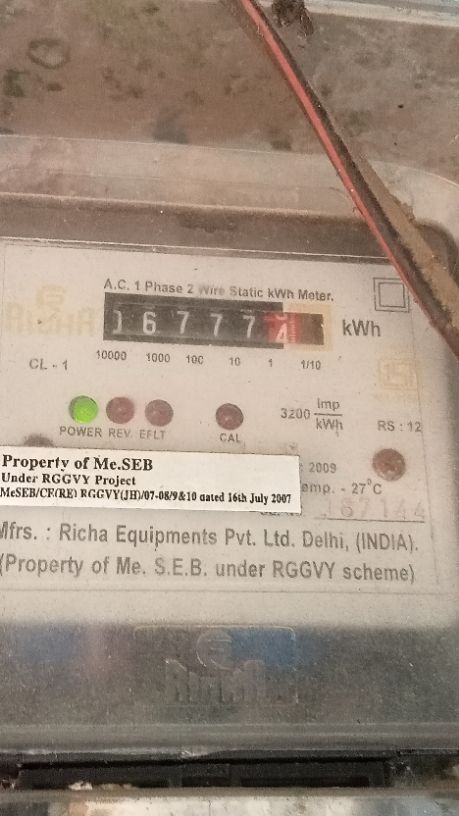 A.C. 1 Phase 2 Wire Static kWh Meter.
67774 kWh
CL - 1 10000 1000 100 10 1 1/10
3200 Imp/kWh RS : 12
POWER REV. EFLT CAL
Property of Me.SEB
Under RGGVY Project
MeSEB/CE(RE) RGGVY(JH)/07-08/9&10 dated 16th July 2007
: 2009
emp. - 27°C
167144
Mfrs. : Richa Equipments Pvt. Ltd. Delhi, (INDIA).
(Property of Me. S.E.B. under RGGVY scheme)